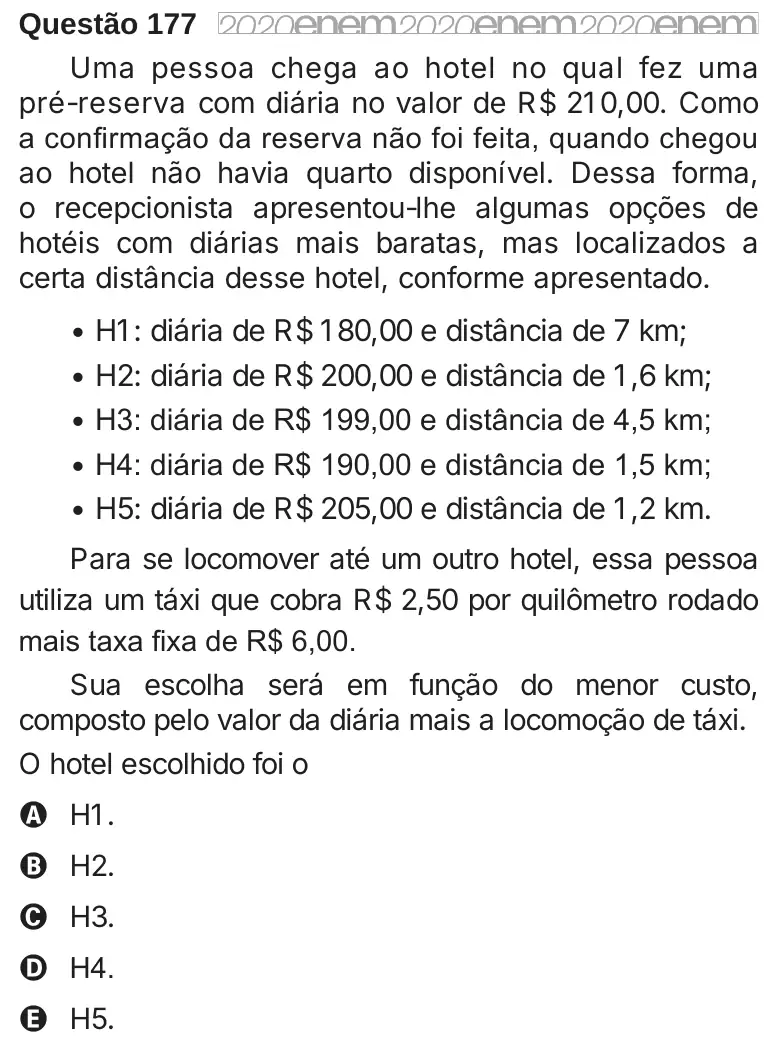 Questão 177 2020enem2020enem2020enem
Uma pessoa chega ao hotel no qual fez uma
pré-reserva com diária no valor de R$ 210,00. Como
a confirmação da reserva não foi feita, quando chegou
ao hotel não havia quarto disponível. Dessa forma,
o recepcionista apresentou-lhe algumas opções de
hotéis com diárias mais baratas, mas localizados a
certa distância desse hotel, conforme apresentado.
• H1: diária de R$ 180,00 e distância de 7 km;
• H2: diária de R$ 200,00 e distância de 1,6 km;
• H3: diária de R$ 199,00 e distância de 4,5 km;
• H4: diária de R$ 190,00 e distância de 1,5 km;
• H5: diária de R$ 205,00 e distância de 1,2 km.
Para se locomover até um outro hotel, essa pessoa
utiliza um táxi que cobra R$ 2,50 por quilômetro rodado
mais taxa fixa de R$ 6,00.
Sua escolha será em função do menor custo,
composto pelo valor da diária mais a locomoção de táxi.
O hotel escolhido foi o
A H1.
B H2.
C H3.
D H4.
E H5.